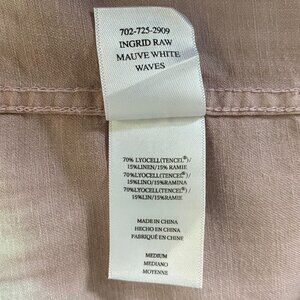 702-725-2909
INGRID RAW
MAUVE WHITE
WAVES
70% LYOCELL(TENCEL®)/
15%LINEN/15% RAMIE
70%LYOCELL(TENCEL®)/
15%LINO/15%RAMINA
70%LYOCELL(TENCEL®)/
15%LIN/15%RAMIE
MADE IN CHINA
HECHO EN CHINA
FABRIQUÉ EN CHINE
MEDIUM
MEDIANO
MOYENNE